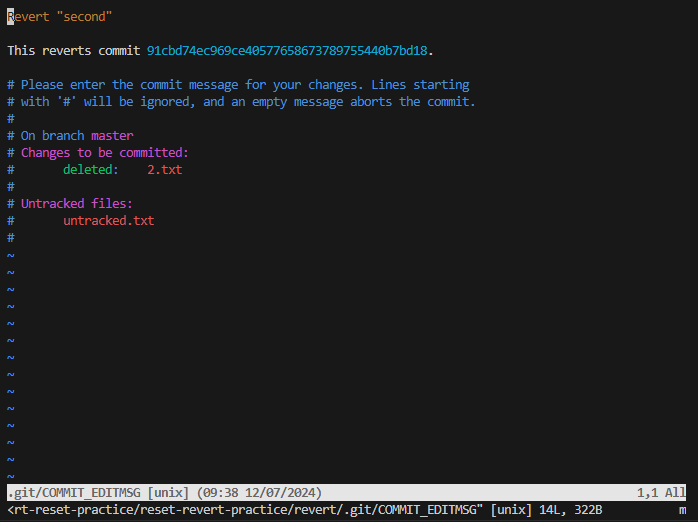 Revert "second"

This reverts commit 91cbd74ec969ce40577658673789755440b7bd18.

# Please enter the commit message for your changes. Lines starting
# with '#' will be ignored, and an empty message aborts the commit.
#
# On branch master
# Changes to be committed:
#       deleted:    2.txt
#
# Untracked files:
#       untracked.txt
#
~
~
~
~
~
~
~
~
~
~
~
~
~
~
.git/COMMIT_EDITMSG [unix] (09:38 12/07/2024) 1,1 All
<rt-reset-practice/reset-revert-practice/revert/.git/COMMIT_EDITMSG" [unix] 14L, 322B m